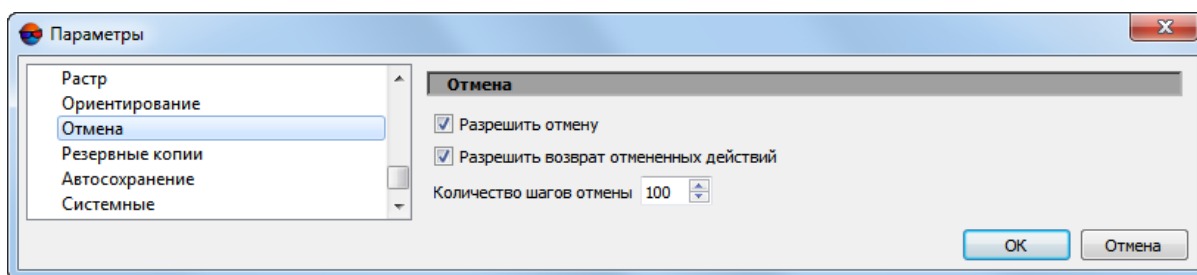 Параметры
Растр
Ориентирование
Отмена
Резервные копии
Автосохранение
Системные
Отмена
Разрешить отмену
Разрешить возврат отмененных действий
Количество шагов отмены 100
OK Отмена